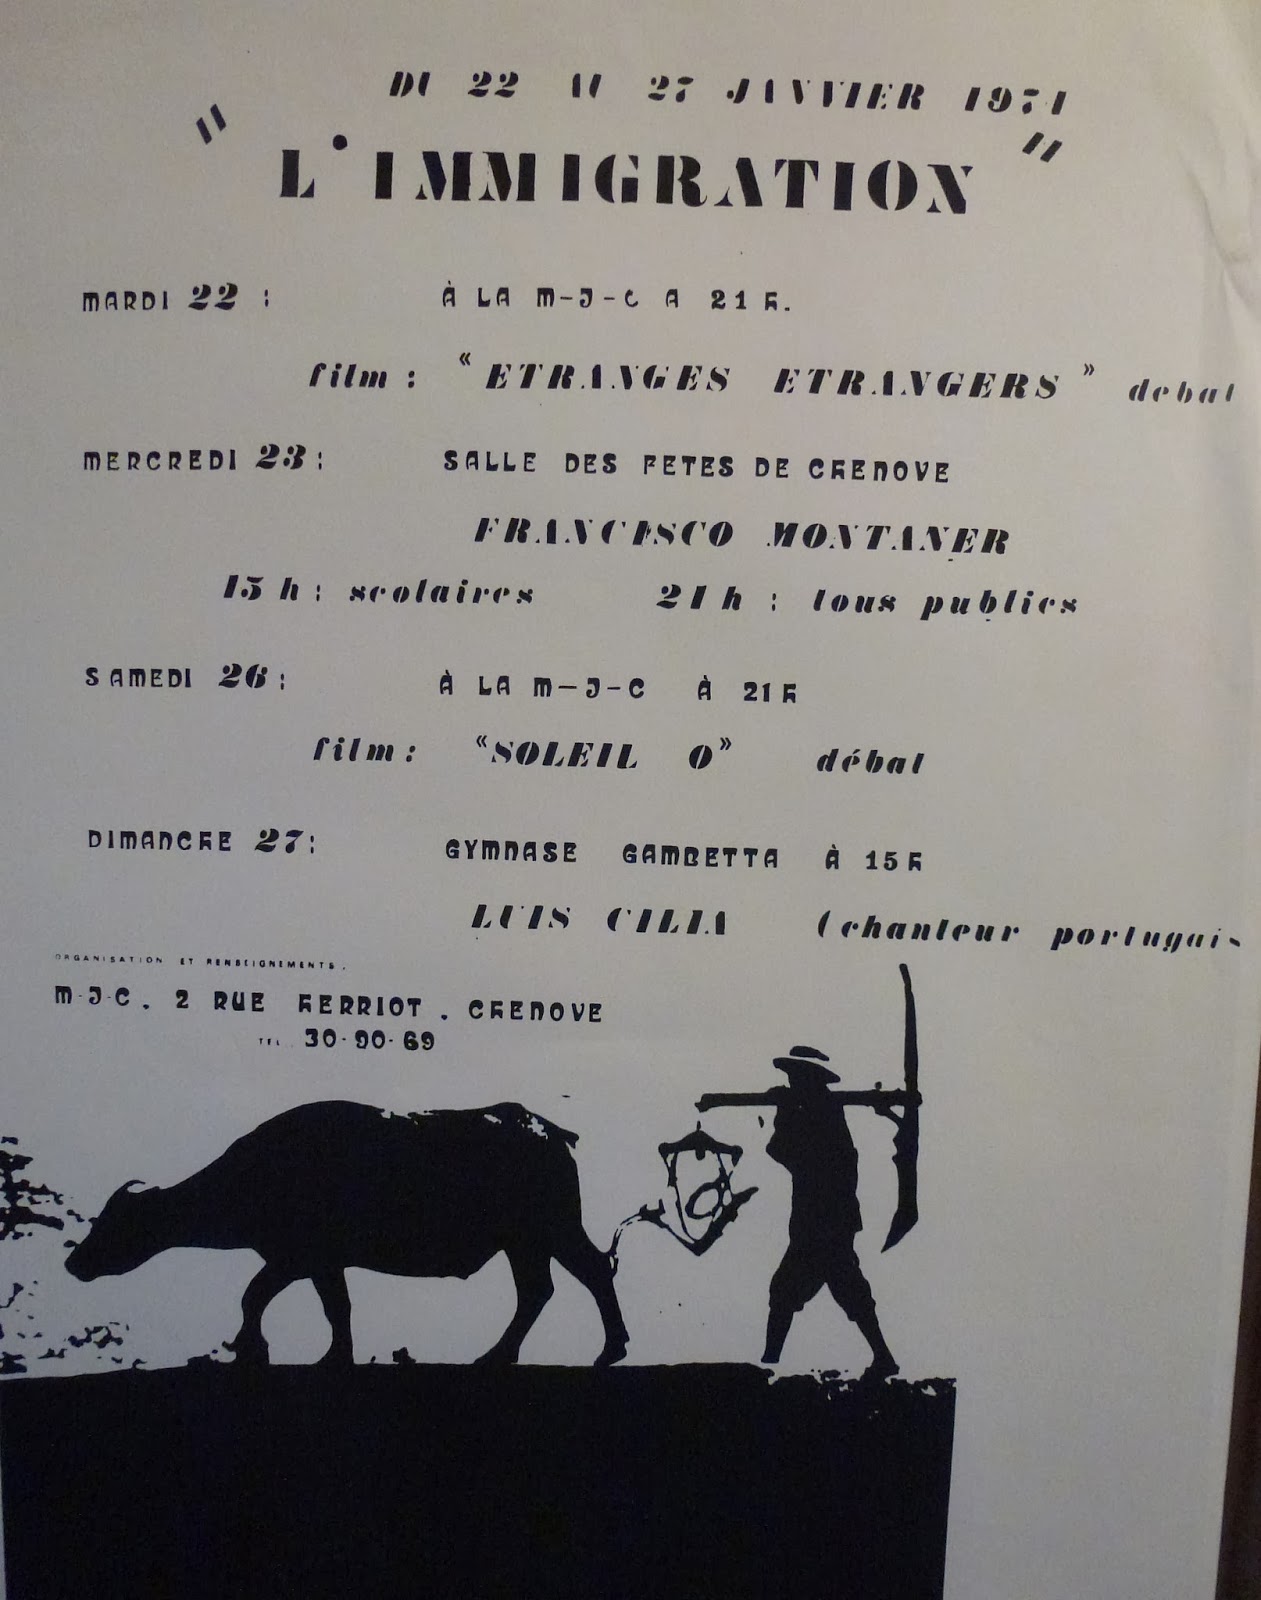 DU 22 AU 27 JANVIER 1974
"L'IMMIGRATION"
MARDI 22 : À LA M-J-C A 21 H.
film : « ETRANGES ETRANGERS » debat
MERCREDI 23 : SALLE DES FETES DE CHENOVE
FRANCISCO MONTANER
15 h : scolaires 21 h : tous publics
SAMEDI 26 : À LA M-J-C À 21 H
film : « SOLEIL O » débat
DIMANCHE 27 : GYMNASE GAMBETTA À 15 H
LUIS CILIA (chanteur portugais
ORGANISATION ET RENSEIGNEMENTS.
M-J-C. 2 RUE HERRIOT. CHENOVE
TEL. 30-90-69